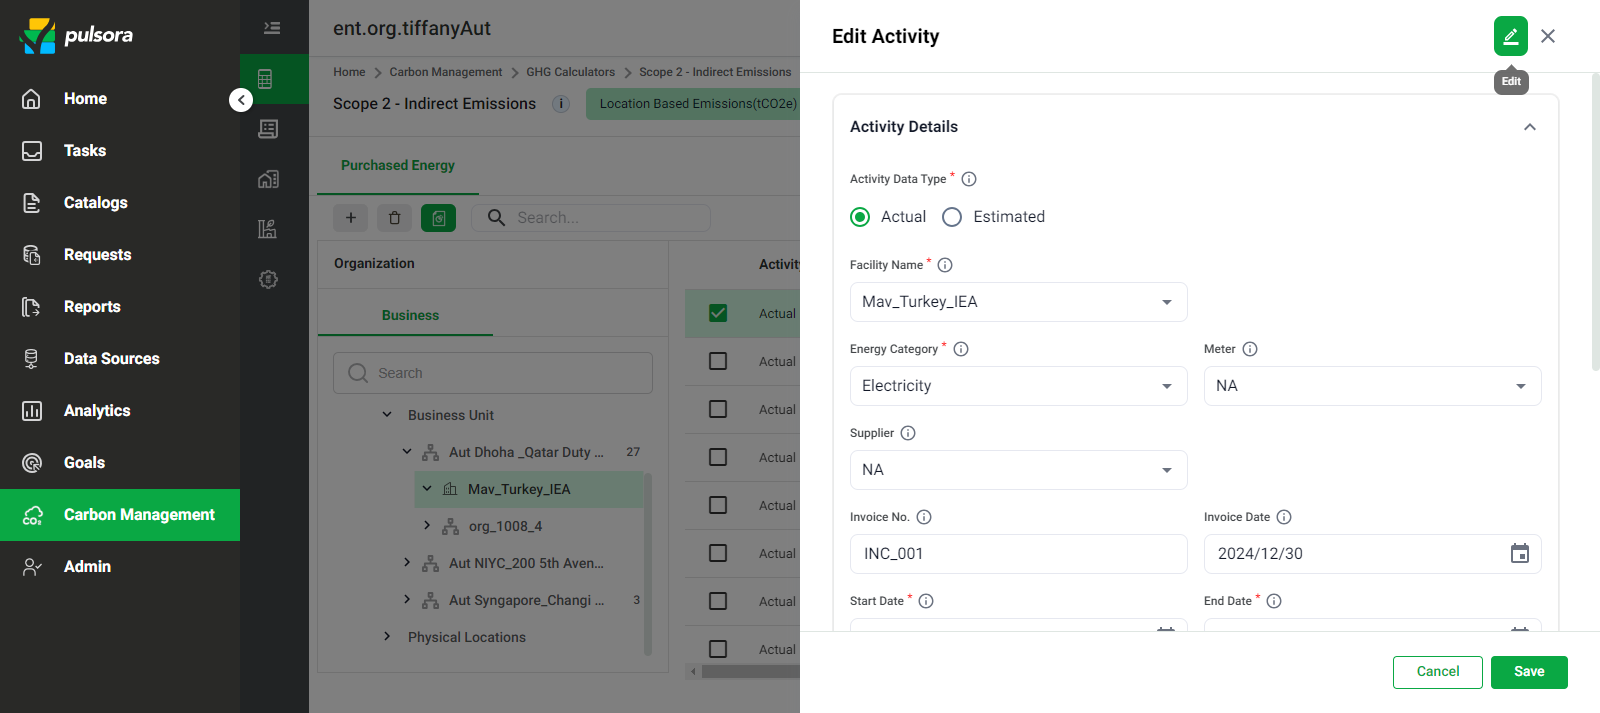 pulsora
Home
Tasks
Catalogs
Requests
Reports
Data Sources
Analytics
Goals
Carbon Management
Admin
ent.org.tiffanyAut
Home > Carbon Management > GHG Calculators > Scope 2 - Indirect Emissions
Scope 2 - Indirect Emissions
Location Based Emissions(tCO2e)
Purchased Energy
Search...
Organization
Business
Search
Business Unit
Aut Dhoha _Qatar Duty ... 27
Mav_Turkey_IEA
org_1008_4
Aut NIYC_200 5th Aven...
Aut Syngapore_Changi ... 3
Physical Locations
Activity
Actual
Actual
Actual
Actual
Actual
Actual
Actual
Actual
Edit Activity
Edit
Activity Details
Activity Data Type *
Actual Estimated
Facility Name *
Mav_Turkey_IEA
Energy Category * Meter
Electricity NA
Supplier
NA
Invoice No. Invoice Date
INC_001 2024/12/30
Start Date * End Date *
Cancel Save